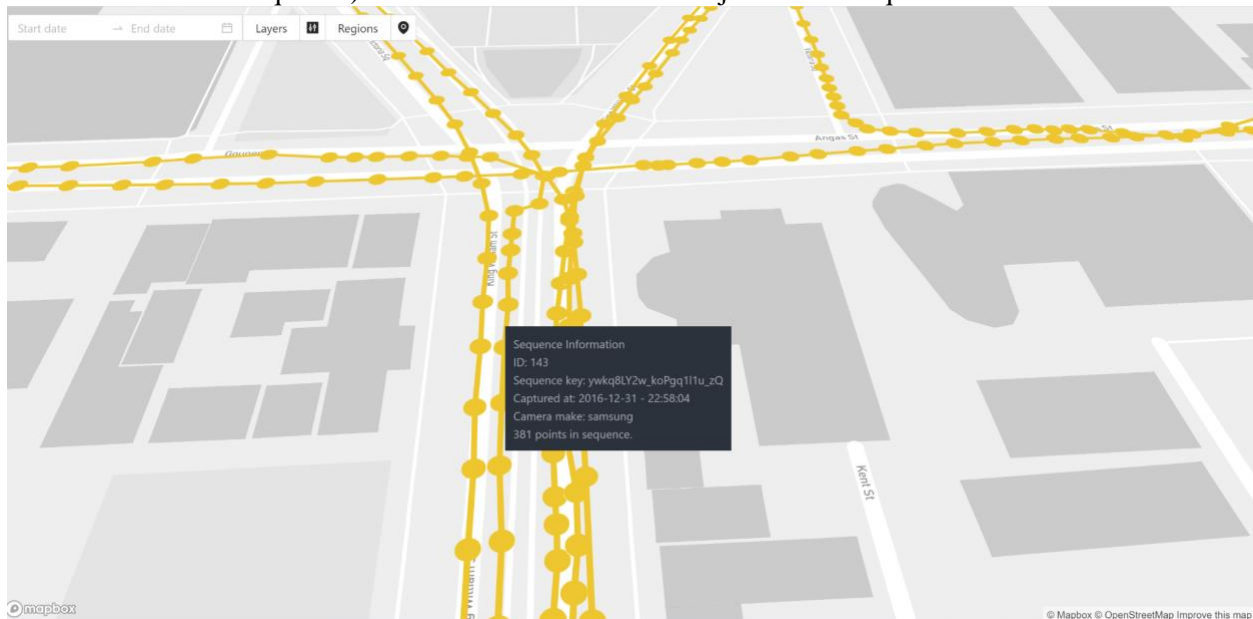 Start date → End date Layers Regions
Angas St
King William St
Sequence Information
ID: 143
Sequence key: ywkq8LY2w_koPgq1l1u_zQ
Captured at: 2016-12-31 - 22:58:04
Camera make: samsung
381 points in sequence.
Kent St
mapbox
© Mapbox © OpenStreetMap Improve this map